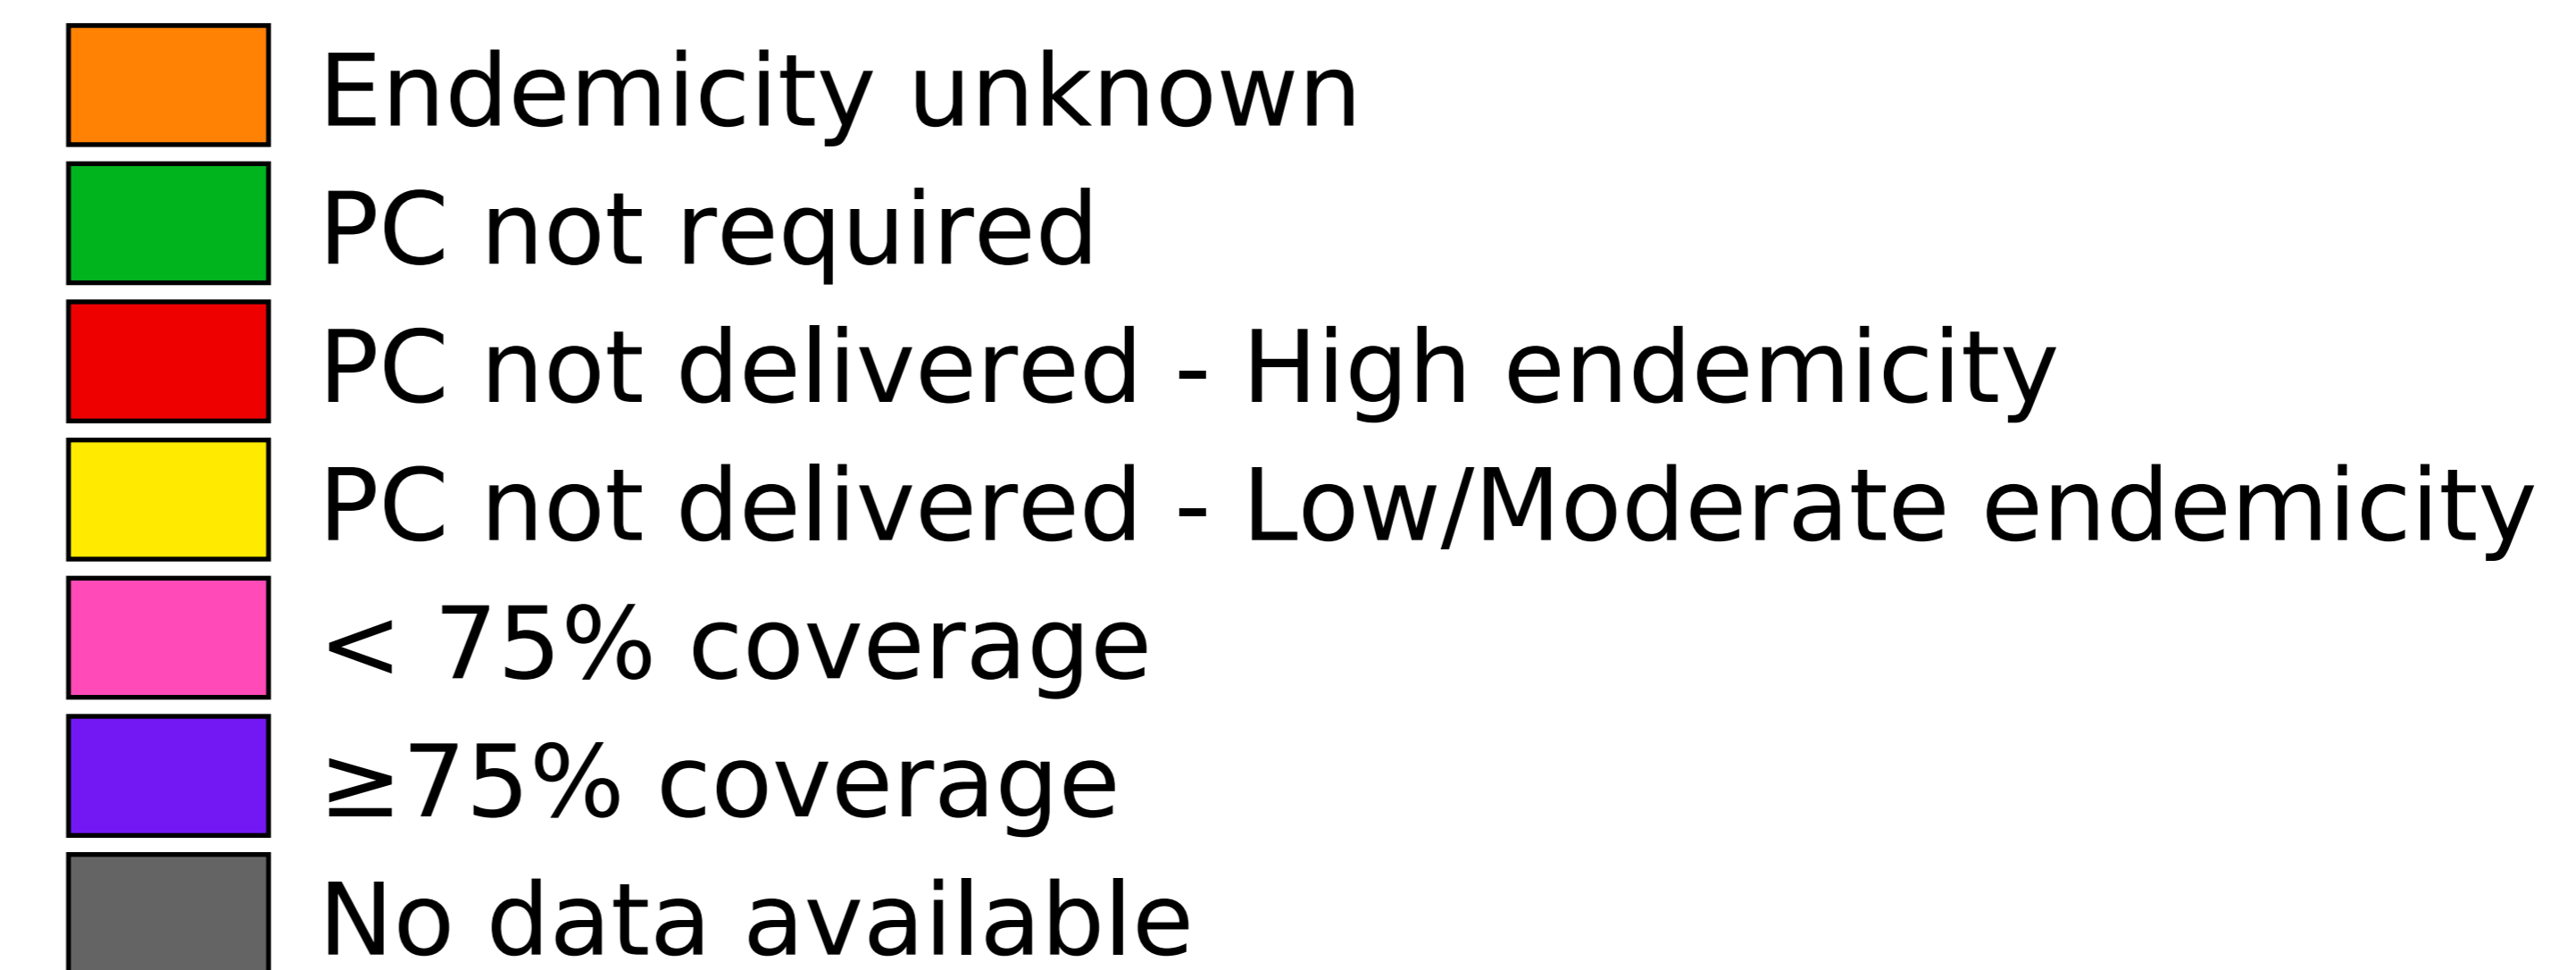 Endemicity unknown
PC not required
PC not delivered - High endemicity
PC not delivered - Low/Moderate endemicity
< 75% coverage
≥75% coverage
No data available